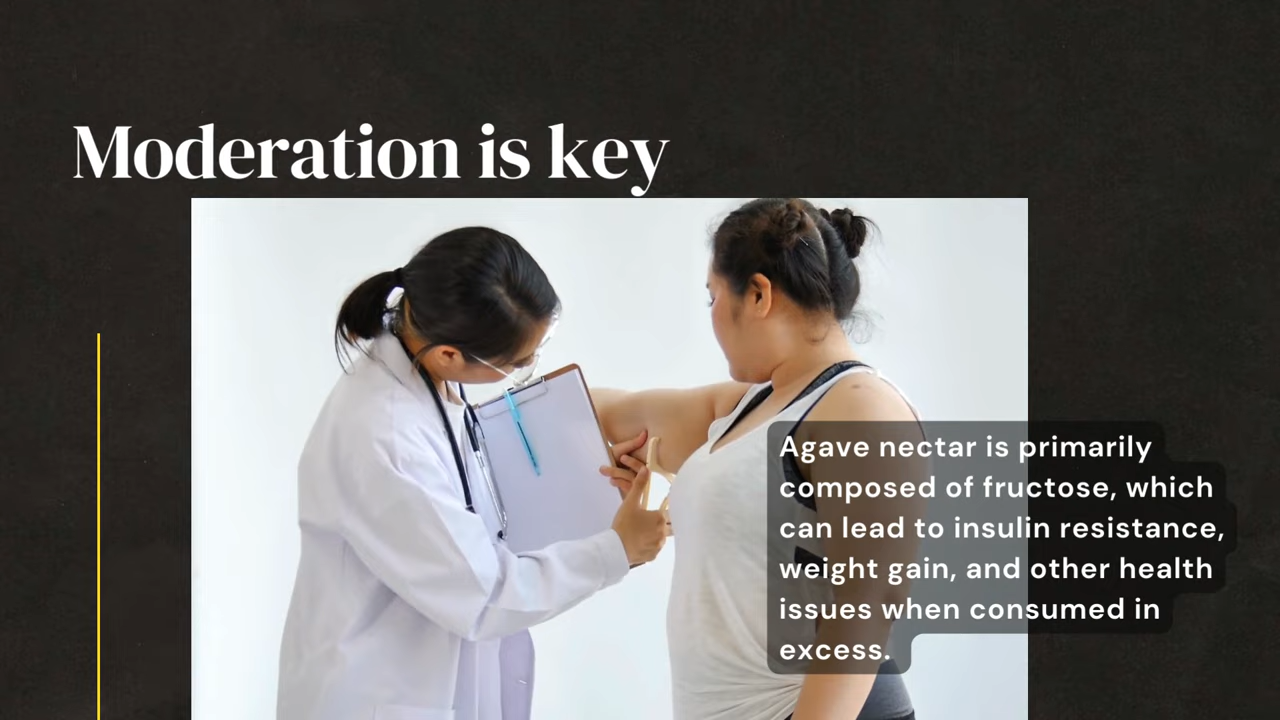 Moderation is key
Agave nectar is primarily
composed of fructose, which
can lead to insulin resistance,
weight gain, and other health
issues when consumed in
excess.